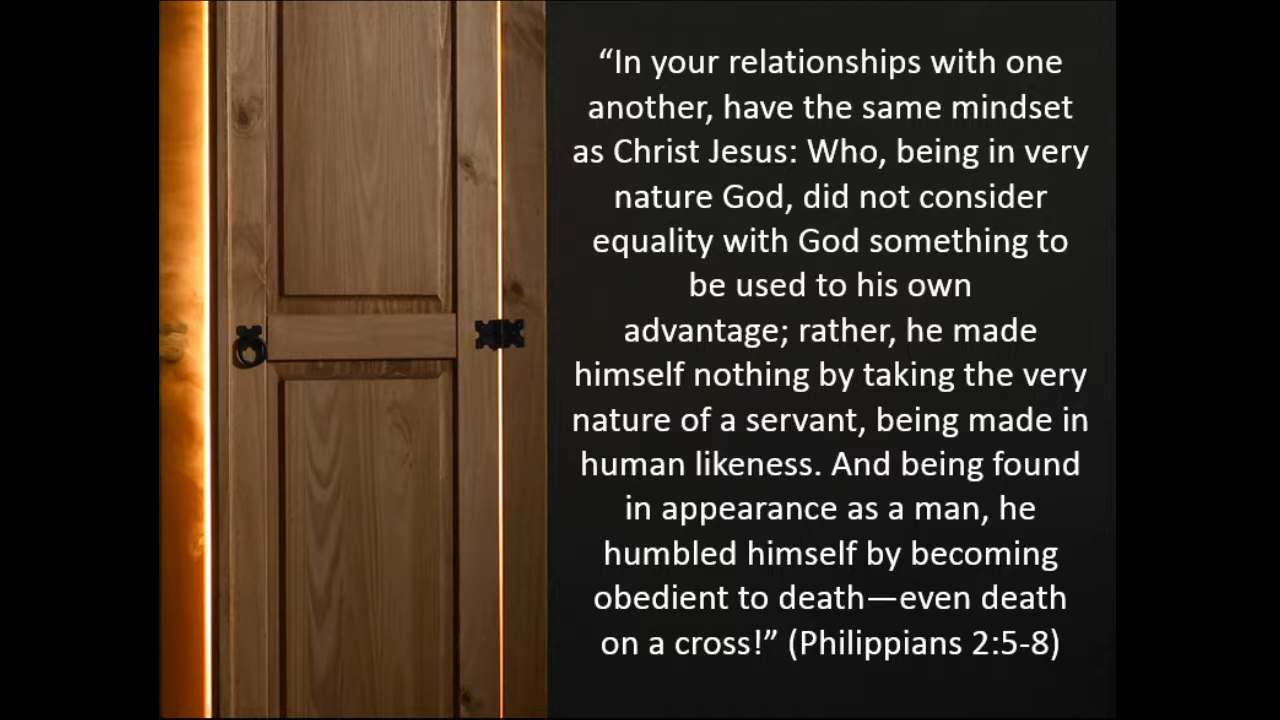 “In your relationships with one
another, have the same mindset
as Christ Jesus: Who, being in very
nature God, did not consider
equality with God something to
be used to his own
advantage; rather, he made
himself nothing by taking the very
nature of a servant, being made in
human likeness. And being found
in appearance as a man, he
humbled himself by becoming
obedient to death—even death
on a cross!” (Philippians 2:5-8)